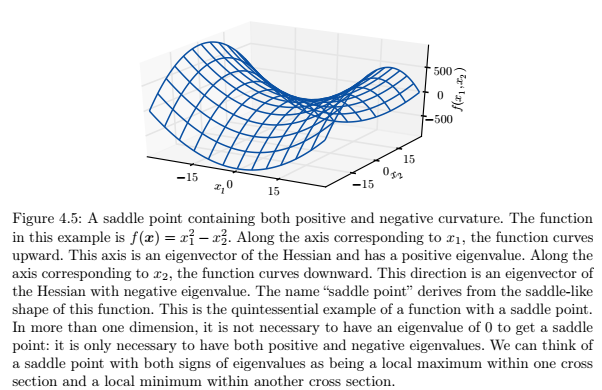 500
0
−500
f(x₁, x₂)
−15
0
15
x₁
−15
0
15
x₂
Figure 4.5: A saddle point containing both positive and negative curvature. The function
in this example is f(x) = x₁² − x₂². Along the axis corresponding to x₁, the function curves
upward. This axis is an eigenvector of the Hessian and has a positive eigenvalue. Along the
axis corresponding to x₂, the function curves downward. This direction is an eigenvector of
the Hessian with negative eigenvalue. The name “saddle point” derives from the saddle-like
shape of this function. This is the quintessential example of a function with a saddle point.
In more than one dimension, it is not necessary to have an eigenvalue of 0 to get a saddle
point: it is only necessary to have both positive and negative eigenvalues. We can think of
a saddle point with both signs of eigenvalues as being a local maximum within one cross
section and a local minimum within another cross section.